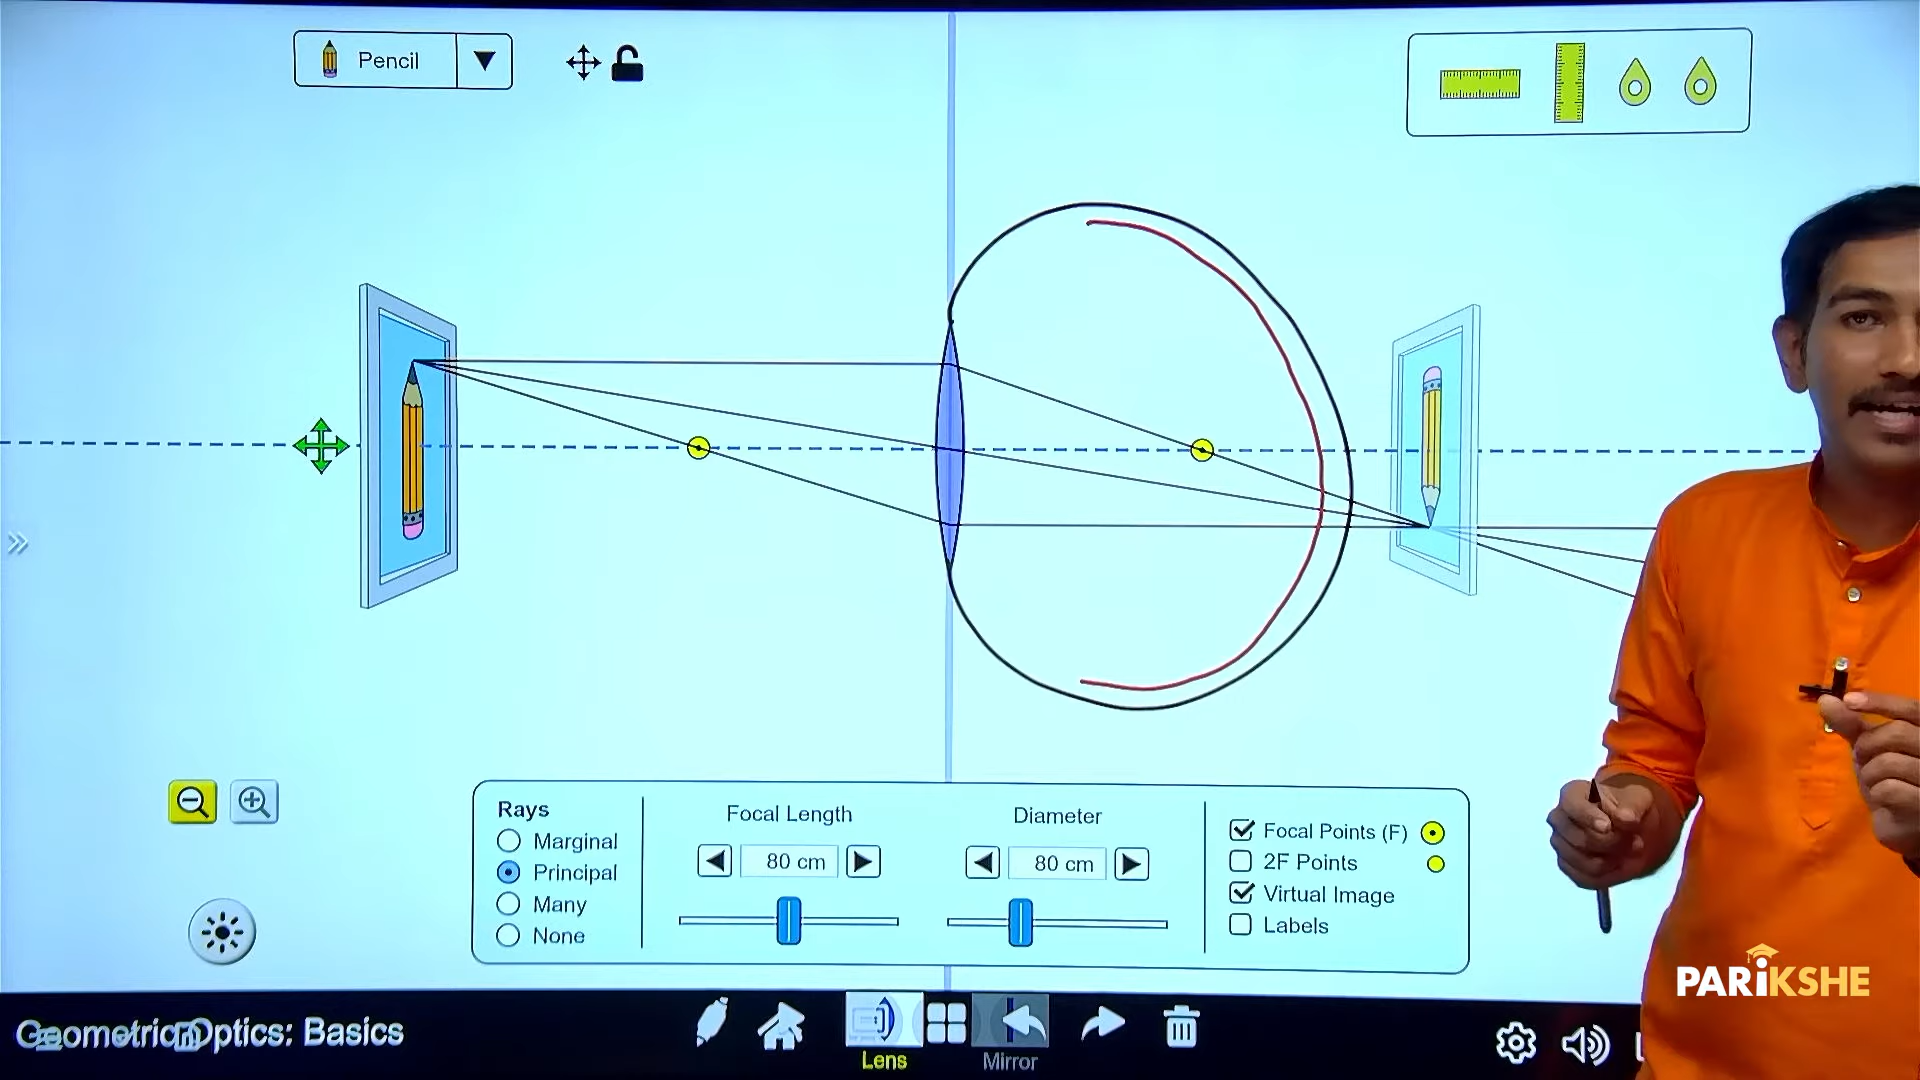 Pencil
Rays
Marginal
Principal
Many
None
Focal Length
80 cm
Diameter
80 cm
Focal Points (F)
2F Points
Virtual Image
Labels
Geometric Optics: Basics
Lens
Mirror
PARiKSHE